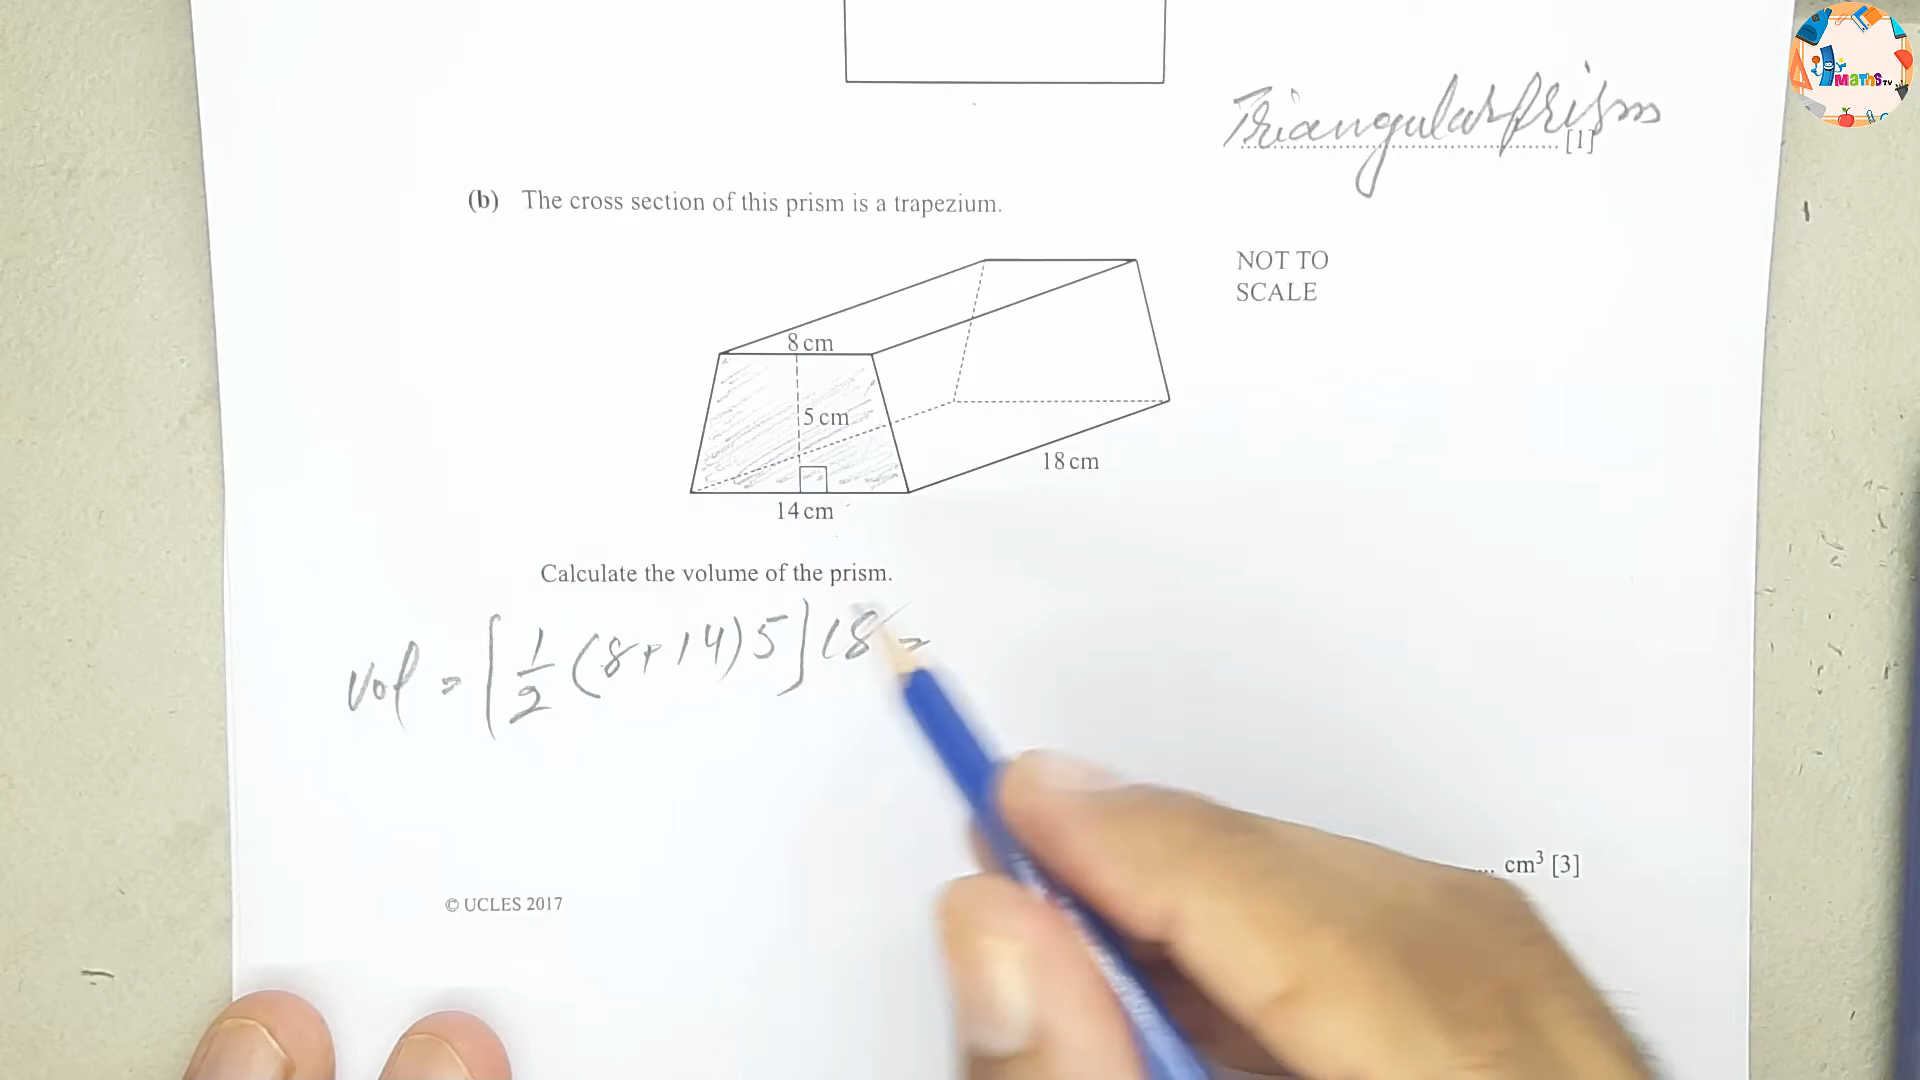 MATHS TV
Triangular prism
[1]
(b) The cross section of this prism is a trapezium.
NOT TO
SCALE
8 cm
5 cm
18 cm
14 cm
Calculate the volume of the prism.
Vol = [1/2 (8+14)5]18 =
cm³ [3]
© UCLES 2017